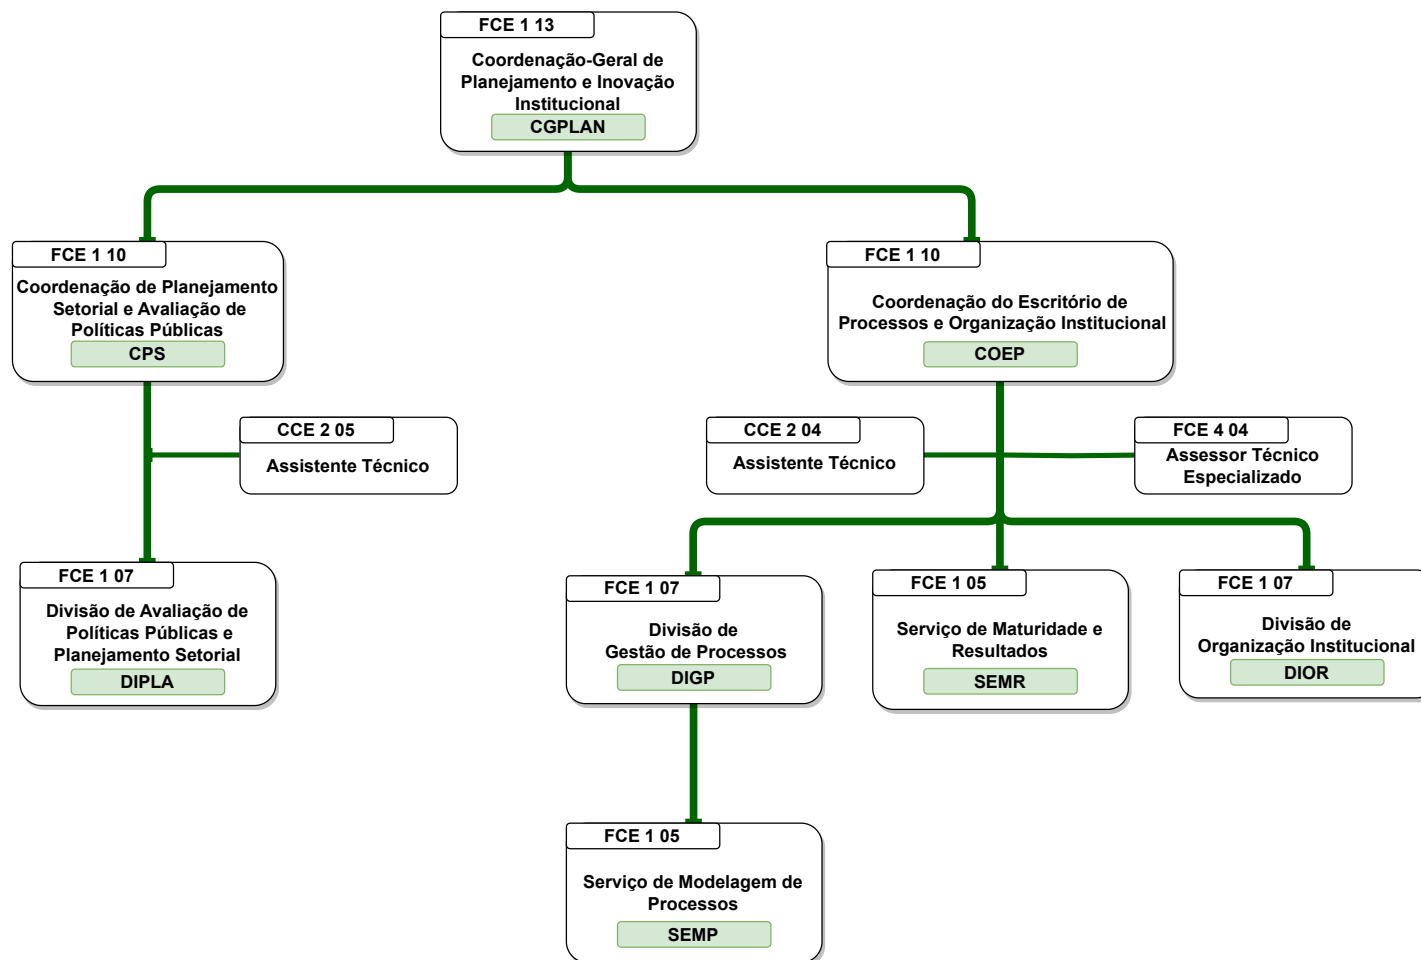 FCE 1 13
Coordenação-Geral de
Planejamento e Inovação
Institucional
CGPLAN
FCE 1 10
Coordenação de Planejamento
Setorial e Avaliação de
Políticas Públicas
CPS
FCE 1 10
Coordenação do Escritório de
Processos e Organização Institucional
COEP
CCE 2 05
Assistente Técnico
CCE 2 04
Assistente Técnico
FCE 4 04
Assessor Técnico
Especializado
FCE 1 07
Divisão de Avaliação de
Políticas Públicas e
Planejamento Setorial
DIPLA
FCE 1 07
Divisão de
Gestão de Processos
DIGP
FCE 1 05
Serviço de Maturidade e
Resultados
SEMR
FCE 1 07
Divisão de
Organização Institucional
DIOR
FCE 1 05
Serviço de Modelagem de
Processos
SEMP